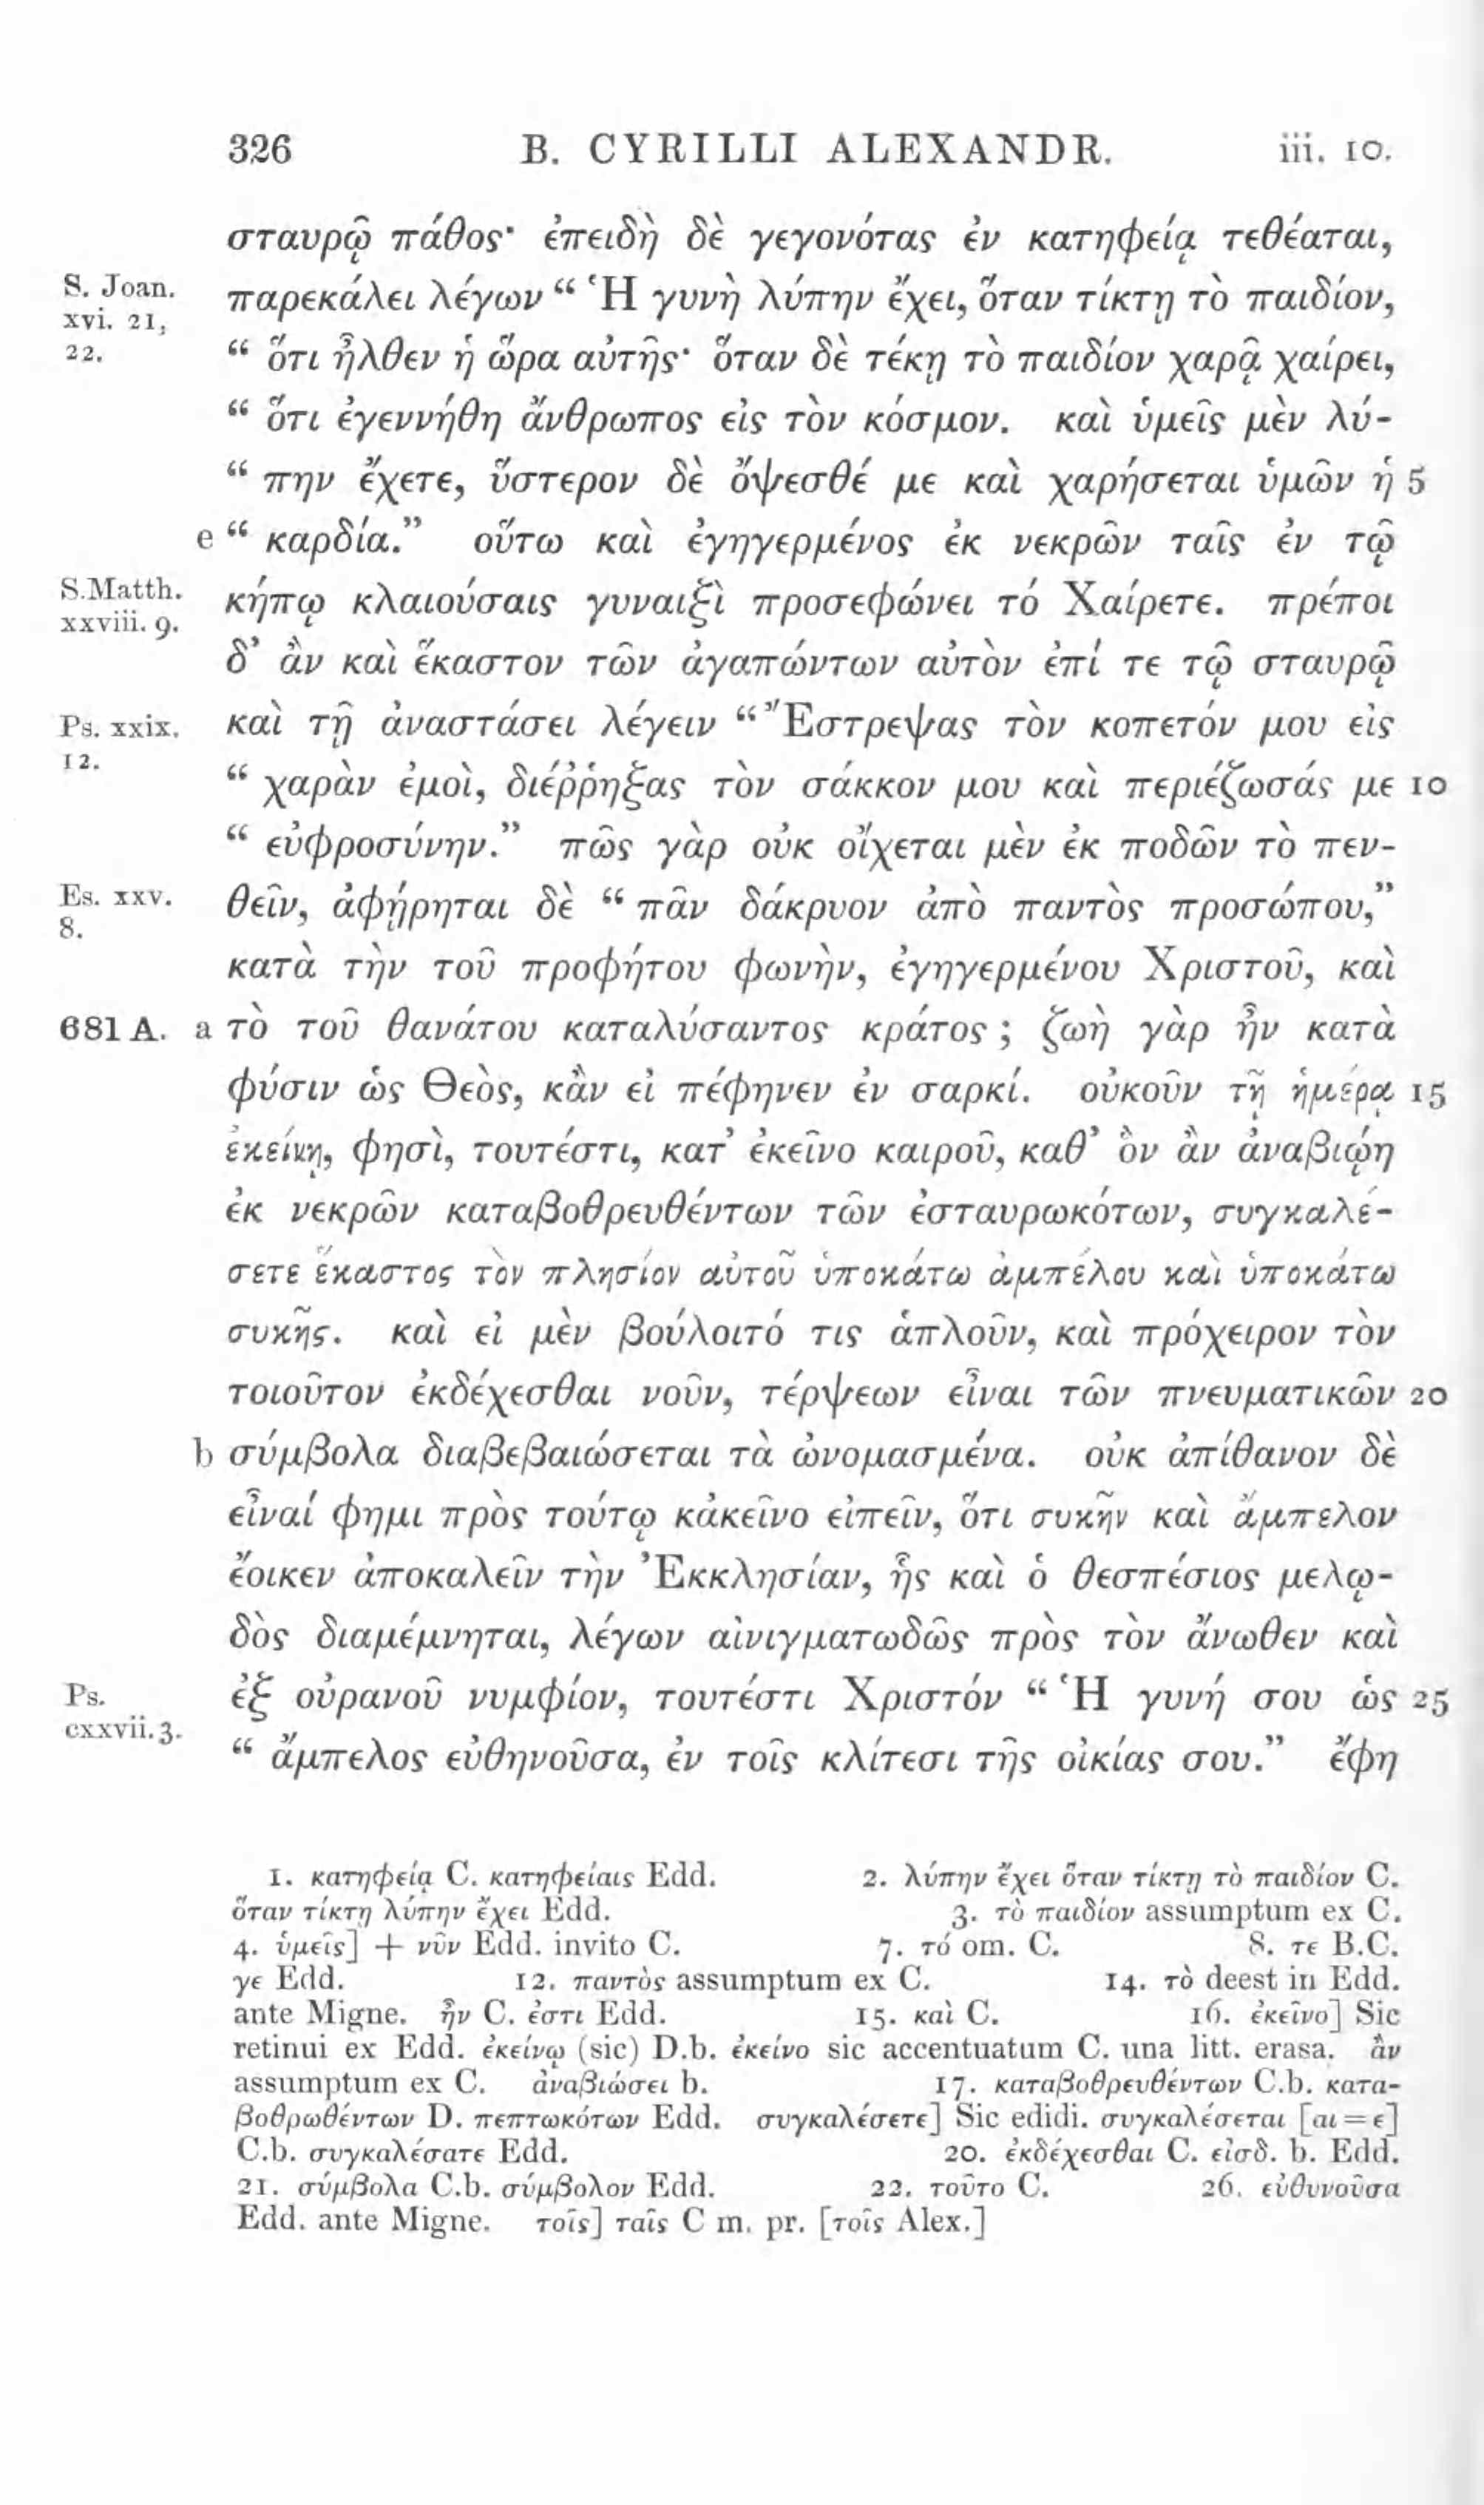 326 B. CYRILLI ALEXANDR. iii. 10.
σταυρῷ πάθος· ἐπειδὴ δὲ γεγονότας ἐν κατηφείᾳ τεθέαται,
S. Joan. xvi. 21, 22.
παρεκάλει λέγων “ Ἡ γυνὴ λύπην ἔχει, ὅταν τίκτῃ τὸ παιδίον,
“ ὅτι ἦλθεν ἡ ὥρα αὐτῆς· ὅταν δὲ τέκῃ τὸ παιδίον χαρᾷ χαίρει,
“ ὅτι ἐγεννήθη ἄνθρωπος εἰς τὸν κόσμον. καὶ ὑμεῖς μὲν λύ-
“ πην ἔχετε, ὕστερον δὲ ὄψεσθέ με καὶ χαρήσεται ὑμῶν ἡ 5
e “ καρδία.” οὕτω καὶ ἐγηγερμένος ἐκ νεκρῶν ταῖς ἐν τῷ
S.Matth. xxviii. 9.
κήπῳ κλαιούσαις γυναιξὶ προσεφώνει τό Χαίρετε. πρέποι
δ’ ἂν καὶ ἕκαστον τῶν ἀγαπώντων αὐτὸν ἐπί τε τῷ σταυρῷ
Ps. xxix. 12.
καὶ τῇ ἀναστάσει λέγειν “ Ἔστρεψας τὸν κοπετόν μου εἰς
“ χαρὰν ἐμοὶ, διέῤῥηξας τὸν σάκκον μου καὶ περιέζωσάς με 10
“ εὐφροσύνην.” πῶς γὰρ οὐκ οἴχεται μὲν ἐκ ποδῶν τὸ πεν-
Es. xxv. 8.
θεῖν, ἀφῄρηται δὲ “ πᾶν δάκρυον ἀπὸ παντὸς προσώπου,”
κατὰ τὴν τοῦ προφήτου φωνὴν, ἐγηγερμένου Χριστοῦ, καὶ
681 A. a τὸ τοῦ θανάτου καταλύσαντος κράτος ; ζωὴ γὰρ ἦν κατὰ
φύσιν ὡς Θεὸς, κἂν εἰ πέφηνεν ἐν σαρκί. οὐκοῦν τῇ ἡμέρᾳ 15
ἐκείνῃ, φησὶ, τουτέστι, κατ’ ἐκεῖνο καιροῦ, καθ’ ὃν ἂν ἀναβιῴη
ἐκ νεκρῶν καταβοθρευθέντων τῶν ἐσταυρωκότων, συγκαλέ-
σετε ἕκαστος τὸν πλησίον αὐτοῦ ὑποκάτω ἀμπέλου καὶ ὑποκάτω
συκῆς. καὶ εἰ μὲν βούλοιτό τις ἁπλοῦν, καὶ πρόχειρον τὸν
τοιοῦτον ἐκδέχεσθαι νοῦν, τέρψεων εἶναι τῶν πνευματικῶν 20
b σύμβολα διαβεβαιώσεται τὰ ὠνομασμένα. οὐκ ἀπίθανον δὲ
εἶναί φημι πρὸς τούτῳ κἀκεῖνο εἰπεῖν, ὅτι συκῆν καὶ ἄμπελον
ἔοικεν ἀποκαλεῖν τὴν Ἐκκλησίαν, ἧς καὶ ὁ θεσπέσιος μελῳ-
δὸς διαμέμνηται, λέγων αἰνιγματωδῶς πρὸς τὸν ἄνωθεν καὶ
Ps. cxxvii. 3.
ἐξ οὐρανοῦ νυμφίον, τουτέστι Χριστόν “ Ἡ γυνή σου ὡς 25
“ ἄμπελος εὐθηνοῦσα, ἐν τοῖς κλίτεσι τῆς οἰκίας σου.” ἔφη
1. κατηφείᾳ C. κατηφείαις Edd. 2. λύπην ἔχει ὅταν τίκτῃ τὸ παιδίον C.
ὅταν τίκτῃ λύπην ἔχει Edd. 3. τὸ παιδίον assumptum ex C.
4. ὑμεῖς] + νῦν Edd. invito C. 7. τό om. C. 8. τε B.C.
γε Edd. 12. παντὸς assumptum ex C. 14. τὸ deest in Edd.
ante Migne. ἦν C. ἐστι Edd. 15. καὶ C. 16. ἐκεῖνο] Sic
retinui ex Edd. ἐκείνῳ (sic) D.b. ἐκείνο sic accentuatum C. una litt. erasa. ἂν
assumptum ex C. ἀναβιώσει b. 17. καταβοθρευθέντων C.b. κατα-
βοθρωθέντων D. πεπτωκότων Edd. συγκαλέσετε] Sic edidi. συγκαλέσεται [αι = ε]
C.b. συγκαλέσατε Edd. 20. ἐκδέχεσθαι C. εἰσδ. b. Edd.
21. σύμβολα C.b. σύμβολον Edd. 22. τοῦτο C. 26. εὐθυνοῦσα
Edd. ante Migne. τοῖς] ταῖς C m. pr. [τοῖς Alex.]